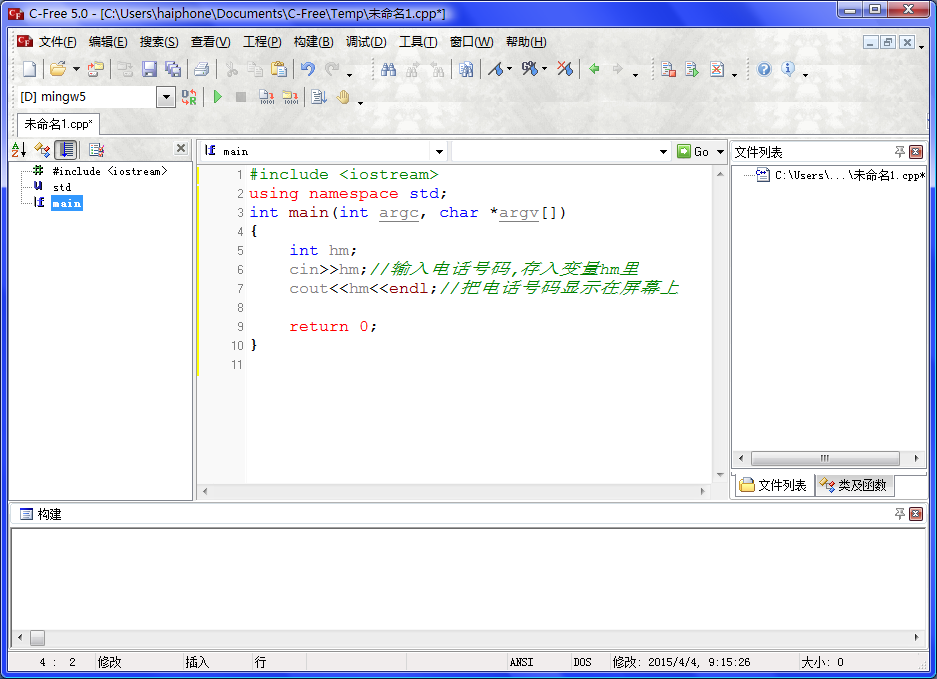 C-Free 5.0 - [C:\Users\haiphone\Documents\C-Free\Temp\未命名1.cpp*]
文件(F) 编辑(E) 搜索(S) 查看(V) 工程(P) 构建(B) 调试(D) 工具(T) 窗口(W) 帮助(H)
[D] mingw5
未命名1.cpp*
main Go 文件列表
#include <iostream>
std
main
C:\Users\...\未命名1.cpp*
1 #include <iostream>
2 using namespace std;
3 int main(int argc, char *argv[])
4 {
5 int hm;
6 cin>>hm;//输入电话号码,存入变量hm里
7 cout<<hm<<endl;//把电话号码显示在屏幕上
8
9 return 0;
10 }
11
文件列表 类及函数
构建
4 : 2 修改 插入 行 ANSI DOS 修改: 2015/4/4, 9:15:26 大小: 0